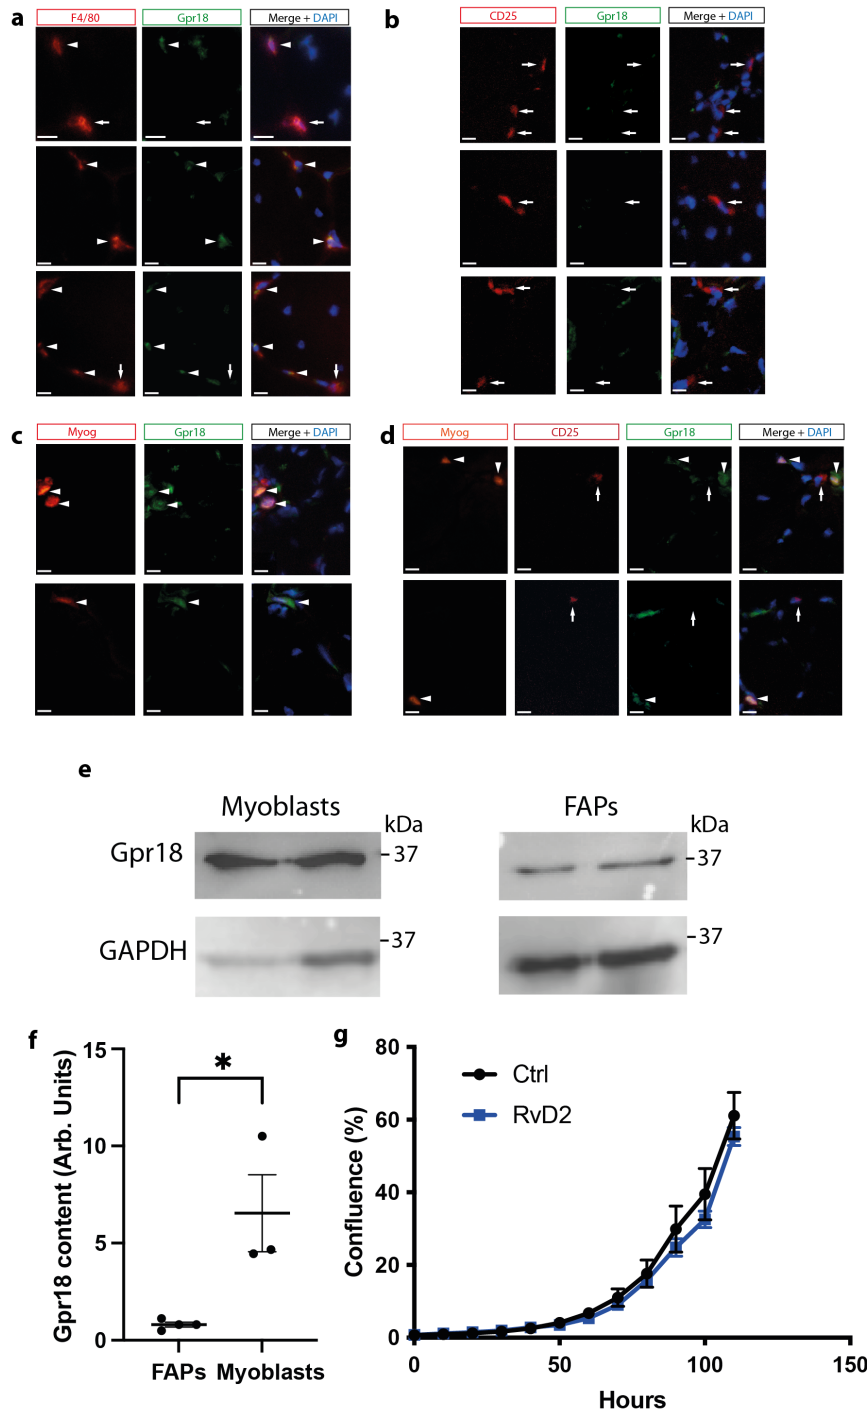 a
F4/80 Gpr18 Merge + DAPI
b
CD25 Gpr18 Merge + DAPI
c
Myog Gpr18 Merge + DAPI
d
Myog CD25 Gpr18 Merge + DAPI
e
Myoblasts FAPs
kDa kDa
Gpr18 37 37
GAPDH 37 37
f
Gpr18 content (Arb. Units)
15
10
5
0
*
FAPs Myoblasts
g
Confluence (%)
80
60
40
20
0
Ctrl
RvD2
0 50 100 150
Hours